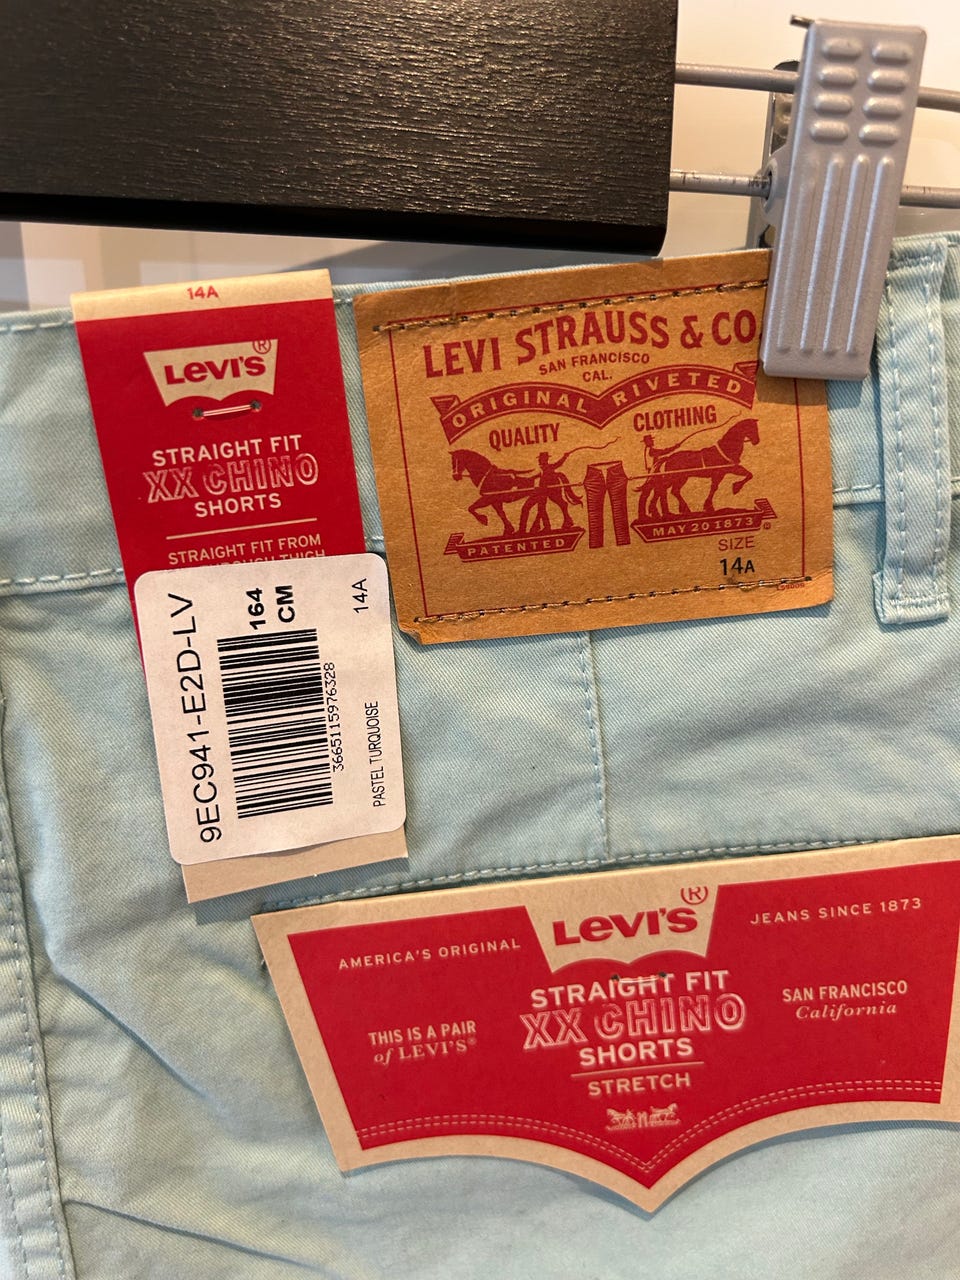 14A
LEVI'S®
STRAIGHT FIT
XX CHINO
SHORTS
STRAIGHT FIT FROM
THROUGH THIGH
9EC941-E2D-LV
164
CM
14A
3665115976328
PASTEL TURQUOISE
LEVI STRAUSS & CO
SAN FRANCISCO
CAL.
ORIGINAL RIVETED
QUALITY CLOTHING
PATENTED MAY 20 1873 ®
SIZE
14A
AMERICA'S ORIGINAL
LEVI'S®
JEANS SINCE 1873
THIS IS A PAIR
of LEVI'S®
STRAIGHT FIT
XX CHINO
SHORTS
STRETCH
SAN FRANCISCO
California